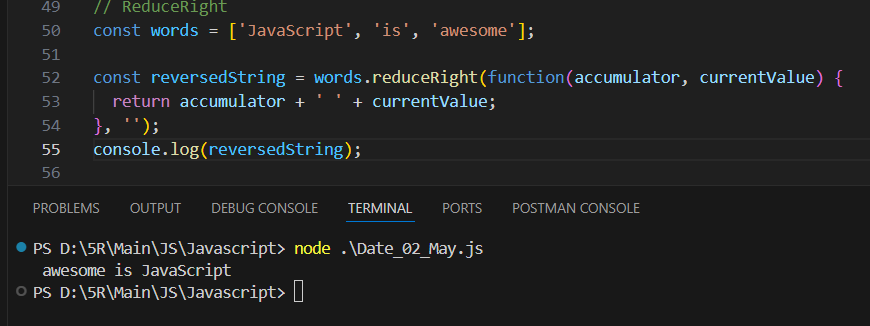 49 // ReduceRight
50 const words = ['JavaScript', 'is', 'awesome'];
51
52 const reversedString = words.reduceRight(function(accumulator, currentValue) {
53   return accumulator + ' ' + currentValue;
54 }, '');
55 console.log(reversedString);
56
PROBLEMS OUTPUT DEBUG CONSOLE TERMINAL PORTS POSTMAN CONSOLE
PS D:\5R\Main\JS\Javascript> node .\Date_02_May.js
 awesome is JavaScript
PS D:\5R\Main\JS\Javascript>